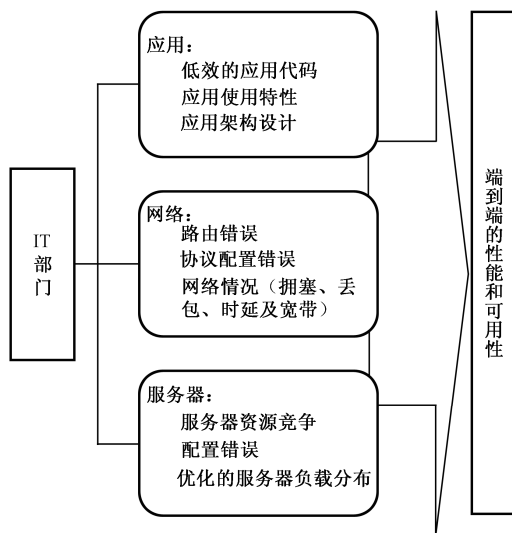 IT
部
门
应用：
低效的应用代码
应用使用特性
应用架构设计
网络：
路由错误
协议配置错误
网络情况（拥塞、丢
包、时延及宽带）
服务器：
服务器资源竞争
配置错误
优化的服务器负载分布
端
到
端
的
性
能
和
可
用
性